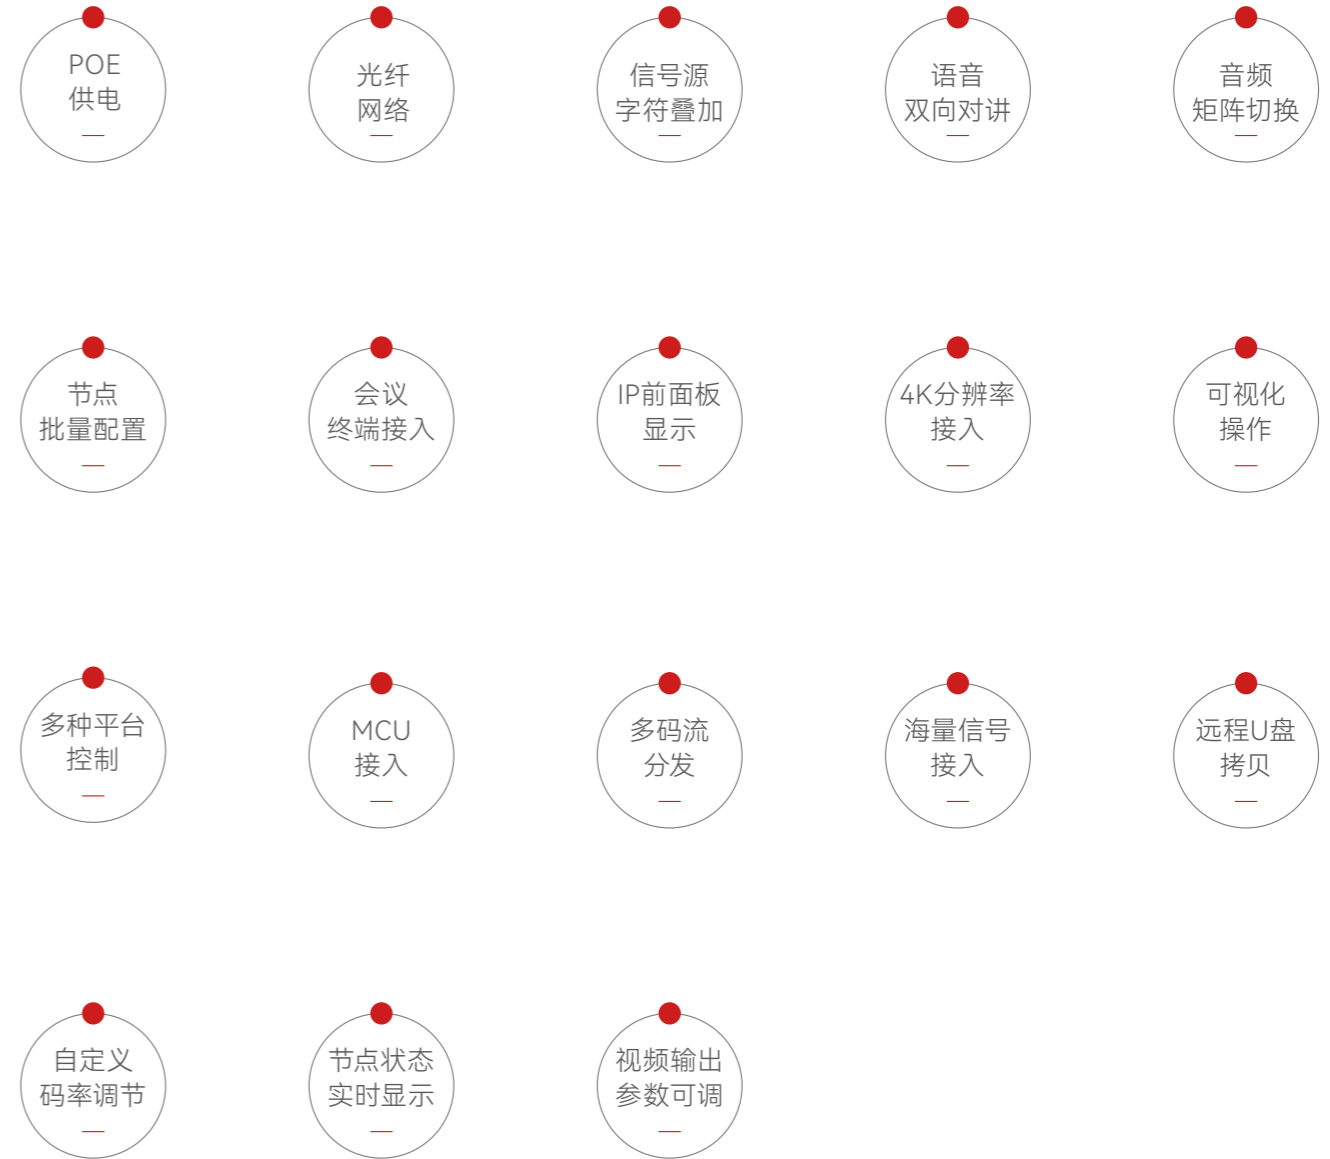 POE
供电
光纤
网络
信号源
字符叠加
语音
双向对讲
音频
矩阵切换
节点
批量配置
会议
终端接入
IP前面板
显示
4K分辨率
接入
可视化
操作
多种平台
控制
MCU
接入
多码流
分发
海量信号
接入
远程U盘
拷贝
自定义
码率调节
节点状态
实时显示
视频输出
参数可调